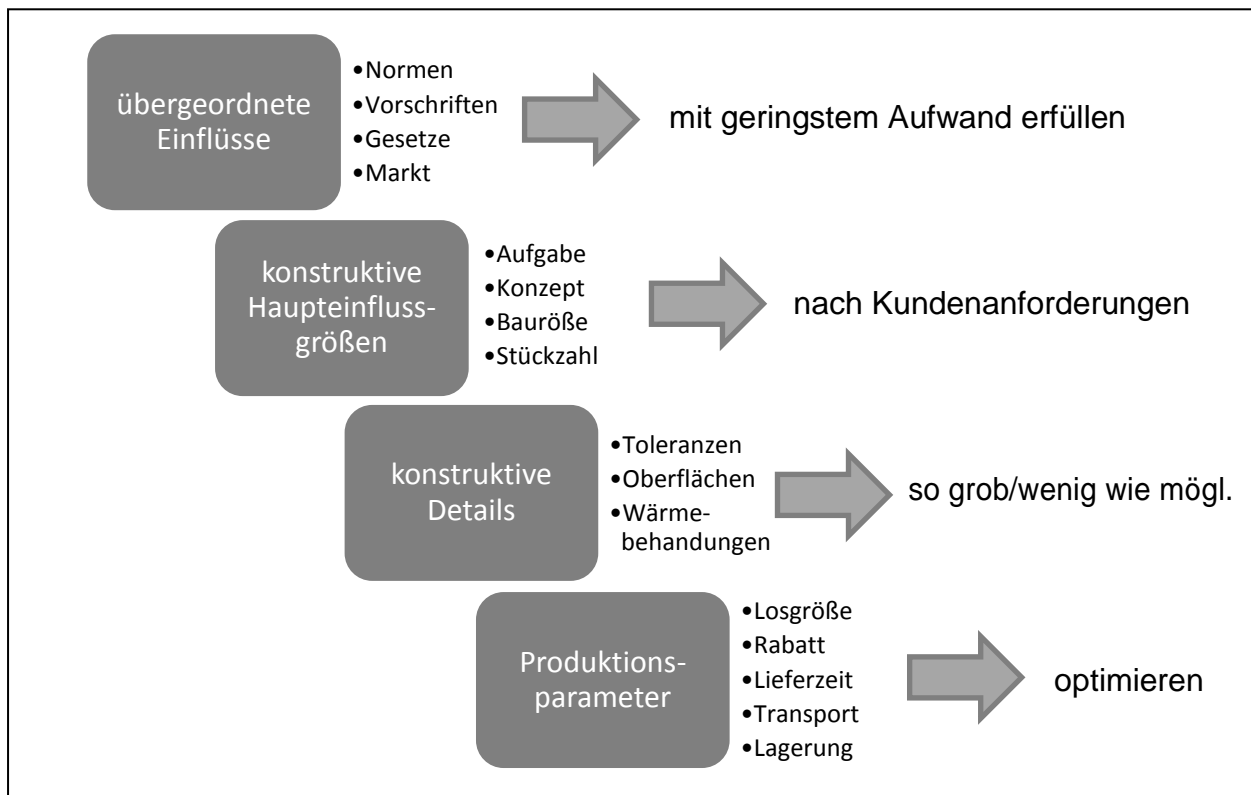 übergeordnete
Einflüsse
•Normen
•Vorschriften
•Gesetze
•Markt
mit geringstem Aufwand erfüllen
konstruktive
Haupteinfluss-
größen
•Aufgabe
•Konzept
•Bauröße
•Stückzahl
nach Kundenanforderungen
konstruktive
Details
•Toleranzen
•Oberflächen
•Wärme-
behandungen
so grob/wenig wie mögl.
Produktions-
parameter
•Losgröße
•Rabatt
•Lieferzeit
•Transport
•Lagerung
optimieren